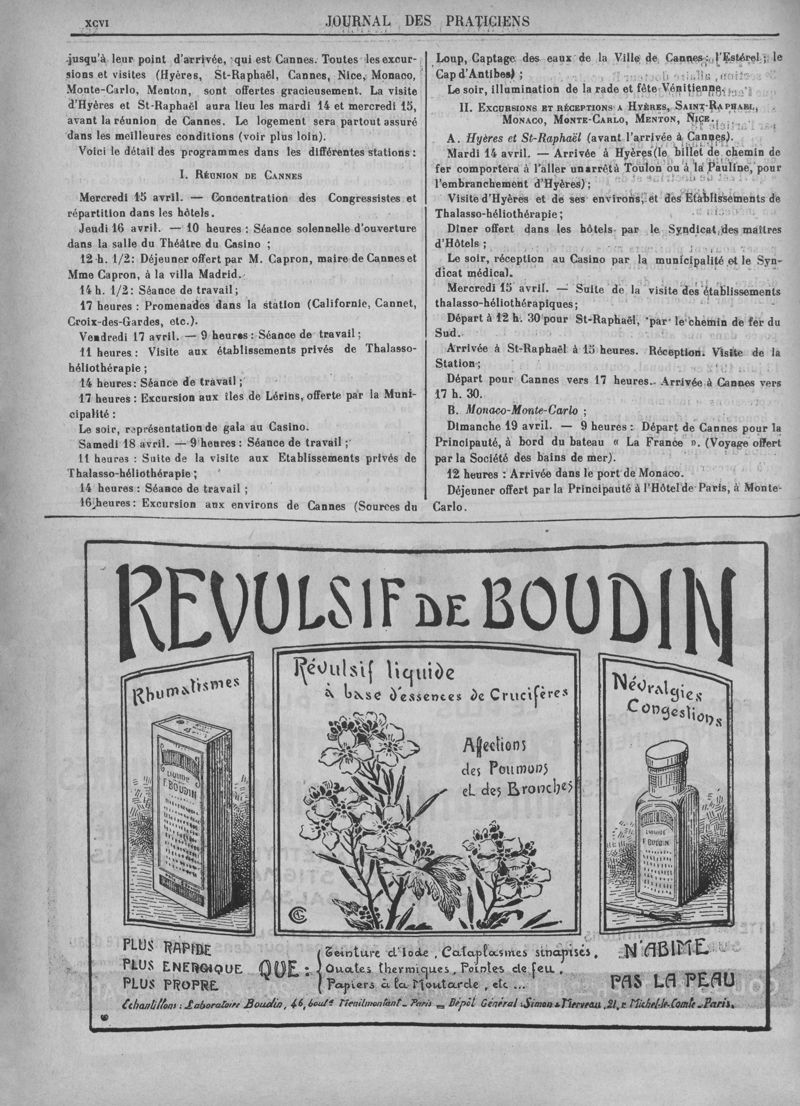 XCVI
JOURNAL DES PRATICIENS
jusqu'à leur point d'arrivée, qui est Cannes. Toutes les excur-
sions et visites (Hyères, St-Raphaël, Cannes, Nice, Monaco,
Monte-Carlo, Menton, sont offertes gracieusement. La visite
d'Hyères et St-Raphaël aura lieu les mardi 14 et mercredi 15,
avant la réunion de Cannes. Le logement sera partout assuré
dans les meilleures conditions (voir plus loin).
Voici le détail des programmes dans les différentes stations :
I. RÉUNION DE CANNES
Mercredi 15 avril. — Concentration des Congressistes et
répartition dans les hôtels.
Jeudi 16 avril. — 10 heures : Séance solennelle d'ouverture
dans la salle du Théâtre du Casino ;
12 h. 1/2 : Déjeuner offert par M. Capron, maire de Cannes et
Mme Capron, à la villa Madrid.
14 h. 1/2 : Séance de travail ;
17 heures : Promenades dans la station (Californie, Cannet,
Croix-des-Gardes, etc.).
Vendredi 17 avril. — 9 heures : Séance de travail ;
11 heures : Visite aux établissements privés de Thalasso-
héliothérapie ;
14 heures : Séance de travail ;
17 heures : Excursion aux îles de Lérins, offerte par la Muni-
cipalité :
Le soir, représentation de gala au Casino.
Samedi 18 avril. — 9 heures : Séance de travail ;
11 heures : Suite de la visite aux Etablissements privés de
Thalasso-héliothérapie ;
14 heures : Séance de travail ;
16 heures : Excursion aux environs de Cannes (Sources du
Loup, Captage des eaux de la Ville de Cannes ; l'Estérel ; le
Cap d'Antibes) ;
Le soir, illumination de la rade et fête Vénitienne.
II. EXCURSIONS ET RÉCEPTIONS A HYÈRES, SAINT-RAPHAEL,
MONACO, MONTE-CARLO, MENTON, NICE.
A. Hyères et St-Raphaël (avant l'arrivée à Cannes).
Mardi 14 avril. — Arrivée à Hyères (le billet de chemin de
fer comportera à l'aller un arrêt à Toulon ou à la Pauline, pour
l'embranchement d'Hyères) ;
Visite d'Hyères et de ses environs, et des Etablissements de
Thalasso-héliothérapie ;
Dîner offert dans les hôtels par le Syndicat des maîtres
d'Hôtels ;
Le soir, réception au Casino par la municipalité et le Syn-
dicat médical.
Mercredi 15 avril. — Suite de la visite des établissements
thalasso-héliothérapiques ;
Départ à 12 h. 30 pour St-Raphaël, par le chemin de fer du
Sud.
Arrivée à St-Raphaël à 15 heures. Réception. Visite de la
Station ;
Départ pour Cannes vers 17 heures. Arrivée à Cannes vers
17 h. 30.
B. Monaco-Monte-Carlo ;
Dimanche 19 avril. — 9 heures : Départ de Cannes pour la
Principauté, à bord du bateau « La France ». (Voyage offert
par la Société des bains de mer).
12 heures : Arrivée dans le port de Monaco.
Déjeuner offert par la Principauté à l'Hôtel de Paris, à Monte-
Carlo.
REVULSIF DE BOUDIN
Rhumatismes
LIQUIDE
F. BOUDIN
Révulsif liquide
à base d'essences de Crucifères
Affections
des Poumons
et des Bronches
Névralgies
Congestions
LIQUIDE
F. BOUDIN
PLUS RAPIDE
PLUS ENERGIQUE
PLUS PROPRE
QUE :
Teinture d'Iode, Cataplasmes sinapisés,
Ouates thermiques, Pointes de feu,
Papiers à la Moutarde, etc...
N'ABIME
PAS LA PEAU
Echantillons : Laboratoire Boudin, 46, boulᵈ Menilmontant - Paris = Dépôt Général : Simon & Merveau, 21, r. Michel-le-Comte - Paris.